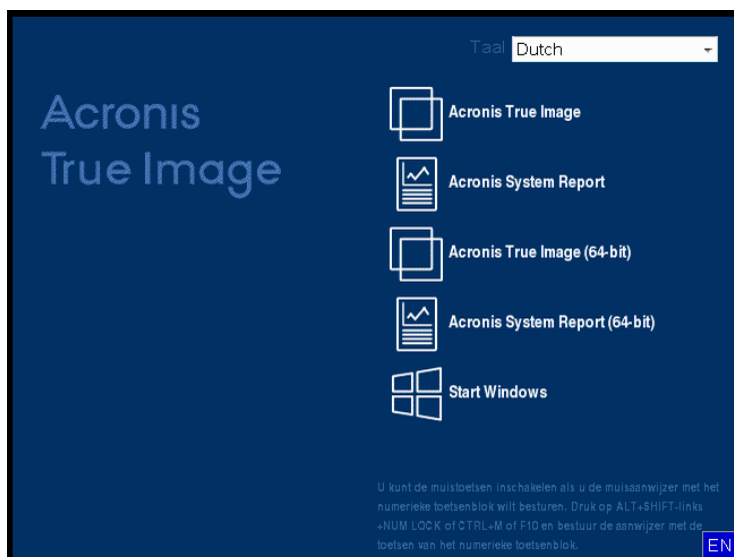 Taal Dutch
Acronis
True Image
Acronis True Image
Acronis System Report
Acronis True Image (64-bit)
Acronis System Report (64-bit)
Start Windows
U kunt de muistoetsen inschakelen als u de muisaanwijzer met het
numerieke toetsenblok wilt besturen. Druk op ALT+SHIFT-links
+NUM LOCK of CTRL+M of F10 en bestuur de aanwijzer met de
toetsen van het numerieke toetsenblok.
EN